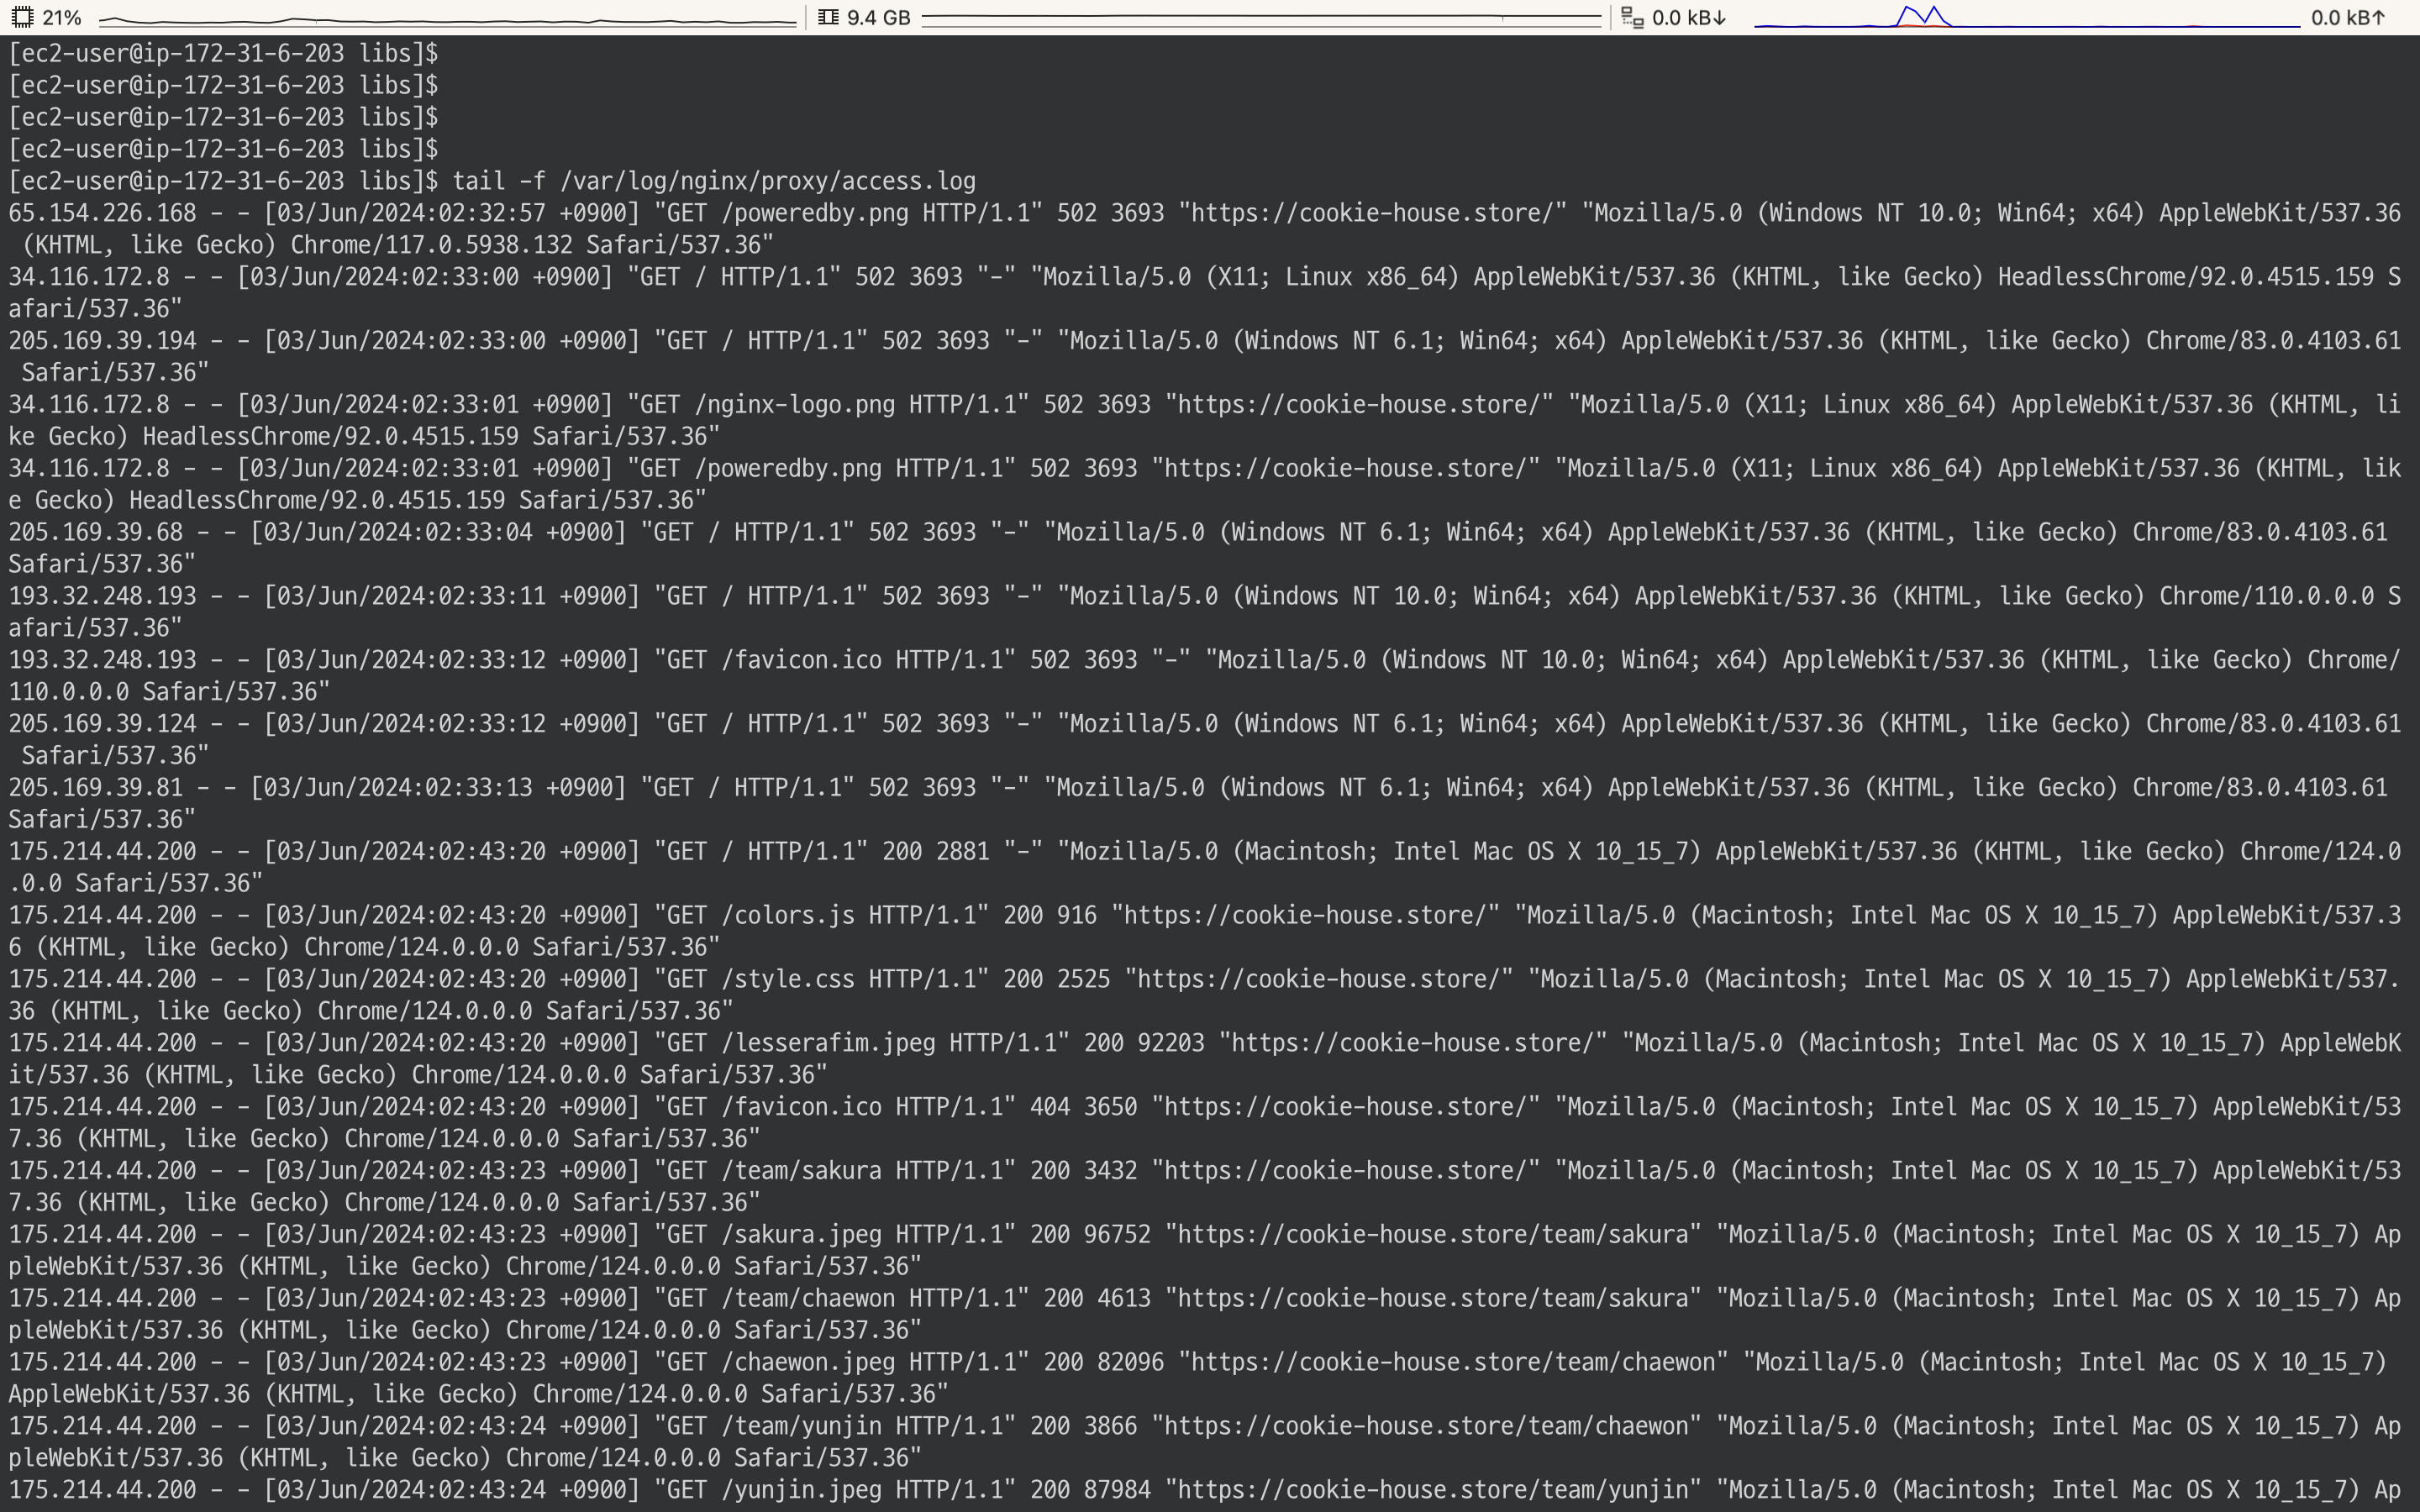 21% 9.4 GB 0.0 kB↓ 0.0 kB↑
[ec2-user@ip-172-31-6-203 libs]$
[ec2-user@ip-172-31-6-203 libs]$
[ec2-user@ip-172-31-6-203 libs]$
[ec2-user@ip-172-31-6-203 libs]$
[ec2-user@ip-172-31-6-203 libs]$ tail -f /var/log/nginx/proxy/access.log
65.154.226.168 - - [03/Jun/2024:02:32:57 +0900] "GET /poweredby.png HTTP/1.1" 502 3693 "https://cookie-house.store/" "Mozilla/5.0 (Windows NT 10.0; Win64; x64) AppleWebKit/537.36
 (KHTML, like Gecko) Chrome/117.0.5938.132 Safari/537.36"
34.116.172.8 - - [03/Jun/2024:02:33:00 +0900] "GET / HTTP/1.1" 502 3693 "-" "Mozilla/5.0 (X11; Linux x86_64) AppleWebKit/537.36 (KHTML, like Gecko) HeadlessChrome/92.0.4515.159 S
afari/537.36"
205.169.39.194 - - [03/Jun/2024:02:33:00 +0900] "GET / HTTP/1.1" 502 3693 "-" "Mozilla/5.0 (Windows NT 6.1; Win64; x64) AppleWebKit/537.36 (KHTML, like Gecko) Chrome/83.0.4103.61
 Safari/537.36"
34.116.172.8 - - [03/Jun/2024:02:33:01 +0900] "GET /nginx-logo.png HTTP/1.1" 502 3693 "https://cookie-house.store/" "Mozilla/5.0 (X11; Linux x86_64) AppleWebKit/537.36 (KHTML, li
ke Gecko) HeadlessChrome/92.0.4515.159 Safari/537.36"
34.116.172.8 - - [03/Jun/2024:02:33:01 +0900] "GET /poweredby.png HTTP/1.1" 502 3693 "https://cookie-house.store/" "Mozilla/5.0 (X11; Linux x86_64) AppleWebKit/537.36 (KHTML, lik
e Gecko) HeadlessChrome/92.0.4515.159 Safari/537.36"
205.169.39.68 - - [03/Jun/2024:02:33:04 +0900] "GET / HTTP/1.1" 502 3693 "-" "Mozilla/5.0 (Windows NT 6.1; Win64; x64) AppleWebKit/537.36 (KHTML, like Gecko) Chrome/83.0.4103.61
Safari/537.36"
193.32.248.193 - - [03/Jun/2024:02:33:11 +0900] "GET / HTTP/1.1" 502 3693 "-" "Mozilla/5.0 (Windows NT 10.0; Win64; x64) AppleWebKit/537.36 (KHTML, like Gecko) Chrome/110.0.0.0 S
afari/537.36"
193.32.248.193 - - [03/Jun/2024:02:33:12 +0900] "GET /favicon.ico HTTP/1.1" 502 3693 "-" "Mozilla/5.0 (Windows NT 10.0; Win64; x64) AppleWebKit/537.36 (KHTML, like Gecko) Chrome/
110.0.0.0 Safari/537.36"
205.169.39.124 - - [03/Jun/2024:02:33:12 +0900] "GET / HTTP/1.1" 502 3693 "-" "Mozilla/5.0 (Windows NT 6.1; Win64; x64) AppleWebKit/537.36 (KHTML, like Gecko) Chrome/83.0.4103.61
 Safari/537.36"
205.169.39.81 - - [03/Jun/2024:02:33:13 +0900] "GET / HTTP/1.1" 502 3693 "-" "Mozilla/5.0 (Windows NT 6.1; Win64; x64) AppleWebKit/537.36 (KHTML, like Gecko) Chrome/83.0.4103.61
Safari/537.36"
175.214.44.200 - - [03/Jun/2024:02:43:20 +0900] "GET / HTTP/1.1" 200 2881 "-" "Mozilla/5.0 (Macintosh; Intel Mac OS X 10_15_7) AppleWebKit/537.36 (KHTML, like Gecko) Chrome/124.0
.0.0 Safari/537.36"
175.214.44.200 - - [03/Jun/2024:02:43:20 +0900] "GET /colors.js HTTP/1.1" 200 916 "https://cookie-house.store/" "Mozilla/5.0 (Macintosh; Intel Mac OS X 10_15_7) AppleWebKit/537.3
6 (KHTML, like Gecko) Chrome/124.0.0.0 Safari/537.36"
175.214.44.200 - - [03/Jun/2024:02:43:20 +0900] "GET /style.css HTTP/1.1" 200 2525 "https://cookie-house.store/" "Mozilla/5.0 (Macintosh; Intel Mac OS X 10_15_7) AppleWebKit/537.
36 (KHTML, like Gecko) Chrome/124.0.0.0 Safari/537.36"
175.214.44.200 - - [03/Jun/2024:02:43:20 +0900] "GET /lesserafim.jpeg HTTP/1.1" 200 92203 "https://cookie-house.store/" "Mozilla/5.0 (Macintosh; Intel Mac OS X 10_15_7) AppleWebK
it/537.36 (KHTML, like Gecko) Chrome/124.0.0.0 Safari/537.36"
175.214.44.200 - - [03/Jun/2024:02:43:20 +0900] "GET /favicon.ico HTTP/1.1" 404 3650 "https://cookie-house.store/" "Mozilla/5.0 (Macintosh; Intel Mac OS X 10_15_7) AppleWebKit/53
7.36 (KHTML, like Gecko) Chrome/124.0.0.0 Safari/537.36"
175.214.44.200 - - [03/Jun/2024:02:43:23 +0900] "GET /team/sakura HTTP/1.1" 200 3432 "https://cookie-house.store/" "Mozilla/5.0 (Macintosh; Intel Mac OS X 10_15_7) AppleWebKit/53
7.36 (KHTML, like Gecko) Chrome/124.0.0.0 Safari/537.36"
175.214.44.200 - - [03/Jun/2024:02:43:23 +0900] "GET /sakura.jpeg HTTP/1.1" 200 96752 "https://cookie-house.store/team/sakura" "Mozilla/5.0 (Macintosh; Intel Mac OS X 10_15_7) Ap
pleWebKit/537.36 (KHTML, like Gecko) Chrome/124.0.0.0 Safari/537.36"
175.214.44.200 - - [03/Jun/2024:02:43:23 +0900] "GET /team/chaewon HTTP/1.1" 200 4613 "https://cookie-house.store/team/sakura" "Mozilla/5.0 (Macintosh; Intel Mac OS X 10_15_7) Ap
pleWebKit/537.36 (KHTML, like Gecko) Chrome/124.0.0.0 Safari/537.36"
175.214.44.200 - - [03/Jun/2024:02:43:23 +0900] "GET /chaewon.jpeg HTTP/1.1" 200 82096 "https://cookie-house.store/team/chaewon" "Mozilla/5.0 (Macintosh; Intel Mac OS X 10_15_7)
AppleWebKit/537.36 (KHTML, like Gecko) Chrome/124.0.0.0 Safari/537.36"
175.214.44.200 - - [03/Jun/2024:02:43:24 +0900] "GET /team/yunjin HTTP/1.1" 200 3866 "https://cookie-house.store/team/chaewon" "Mozilla/5.0 (Macintosh; Intel Mac OS X 10_15_7) Ap
pleWebKit/537.36 (KHTML, like Gecko) Chrome/124.0.0.0 Safari/537.36"
175.214.44.200 - - [03/Jun/2024:02:43:24 +0900] "GET /yunjin.jpeg HTTP/1.1" 200 87984 "https://cookie-house.store/team/yunjin" "Mozilla/5.0 (Macintosh; Intel Mac OS X 10_15_7) Ap